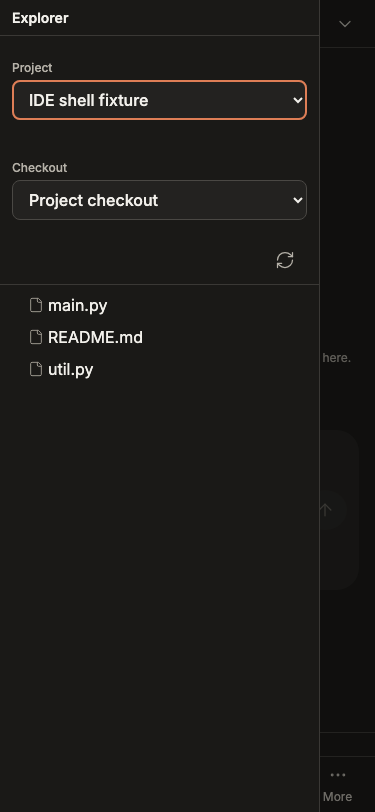 Explorer
Project
IDE shell fixture
Checkout
Project checkout
main.py
README.md
util.py
here.
More